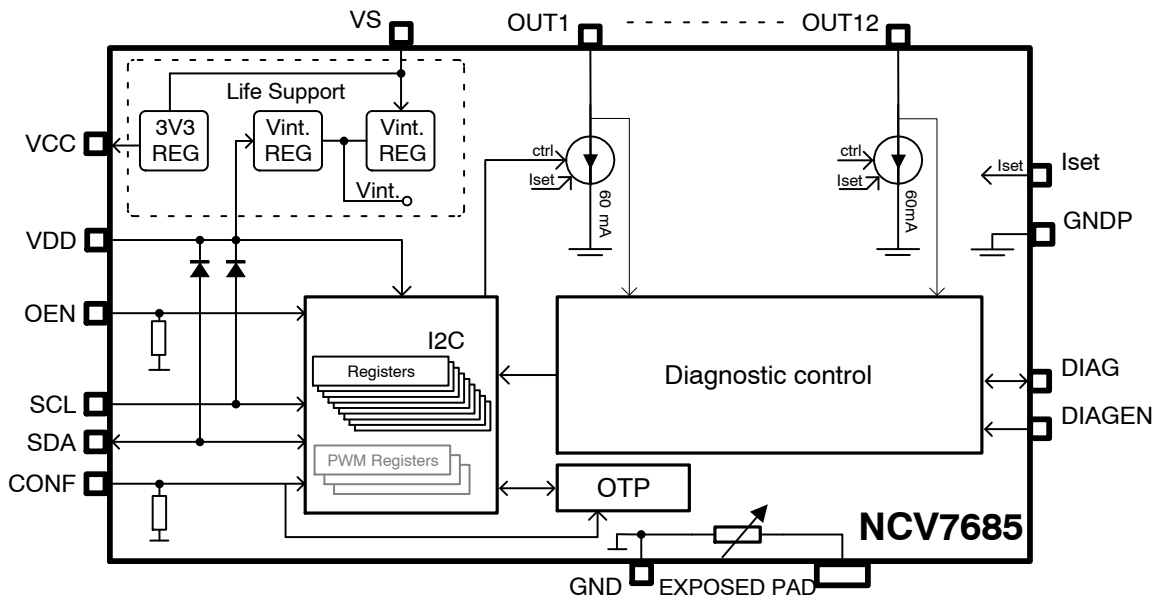 VS
OUT1
OUT12
Life Support
3V3
REG
Vint.
REG
Vint.
REG
Vint.
VCC
VDD
OEN
SCL
SDA
CONF
ctrl
Iset
60 mA
ctrl
Iset
60mA
Iset
Iset
GNDP
I2C
Registers
PWM Registers
Diagnostic control
DIAG
DIAGEN
OTP
NCV7685
GND
EXPOSED PAD